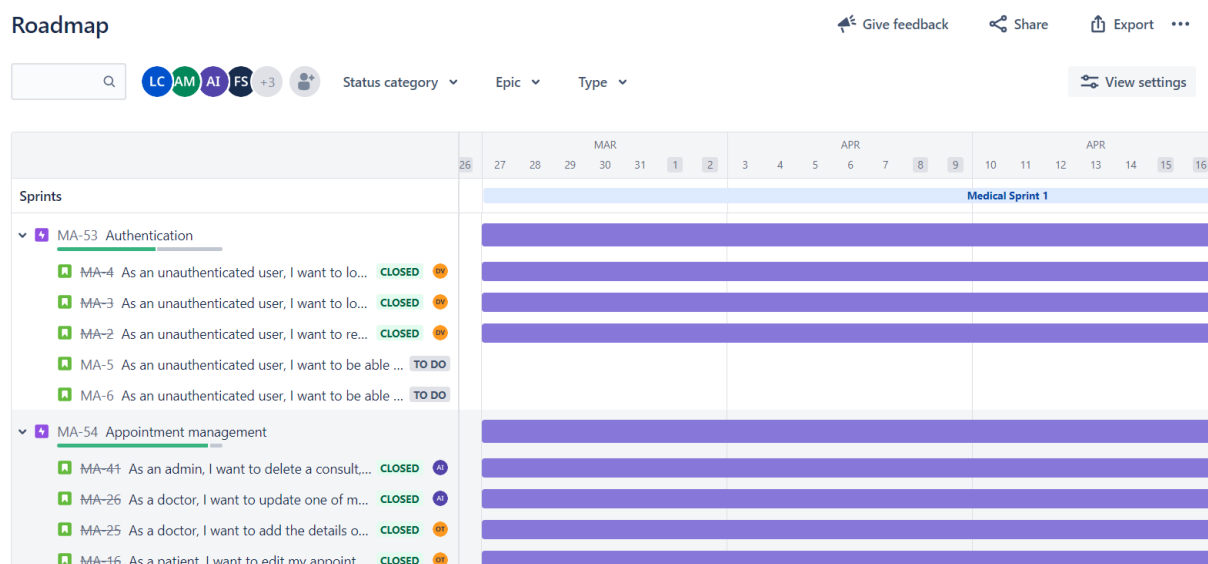 Roadmap
Give feedback
Share
Export
LC AM AI FS +3
Status category
Epic
Type
View settings
MAR APR APR
26 27 28 29 30 31 1 2 3 4 5 6 7 8 9 10 11 12 13 14 15 16
Sprints
Medical Sprint 1
MA-53 Authentication
MA-4 As an unauthenticated user, I want to lo... CLOSED DV
MA-3 As an unauthenticated user, I want to lo... CLOSED DV
MA-2 As an unauthenticated user, I want to re... CLOSED DV
MA-5 As an unauthenticated user, I want to be able ... TO DO
MA-6 As an unauthenticated user, I want to be able ... TO DO
MA-54 Appointment management
MA-41 As an admin, I want to delete a consult,... CLOSED AI
MA-26 As a doctor, I want to update one of m... CLOSED AI
MA-25 As a doctor, I want to add the details o... CLOSED OT
MA-16 As a patient, I want to edit my appoint... CLOSED OT